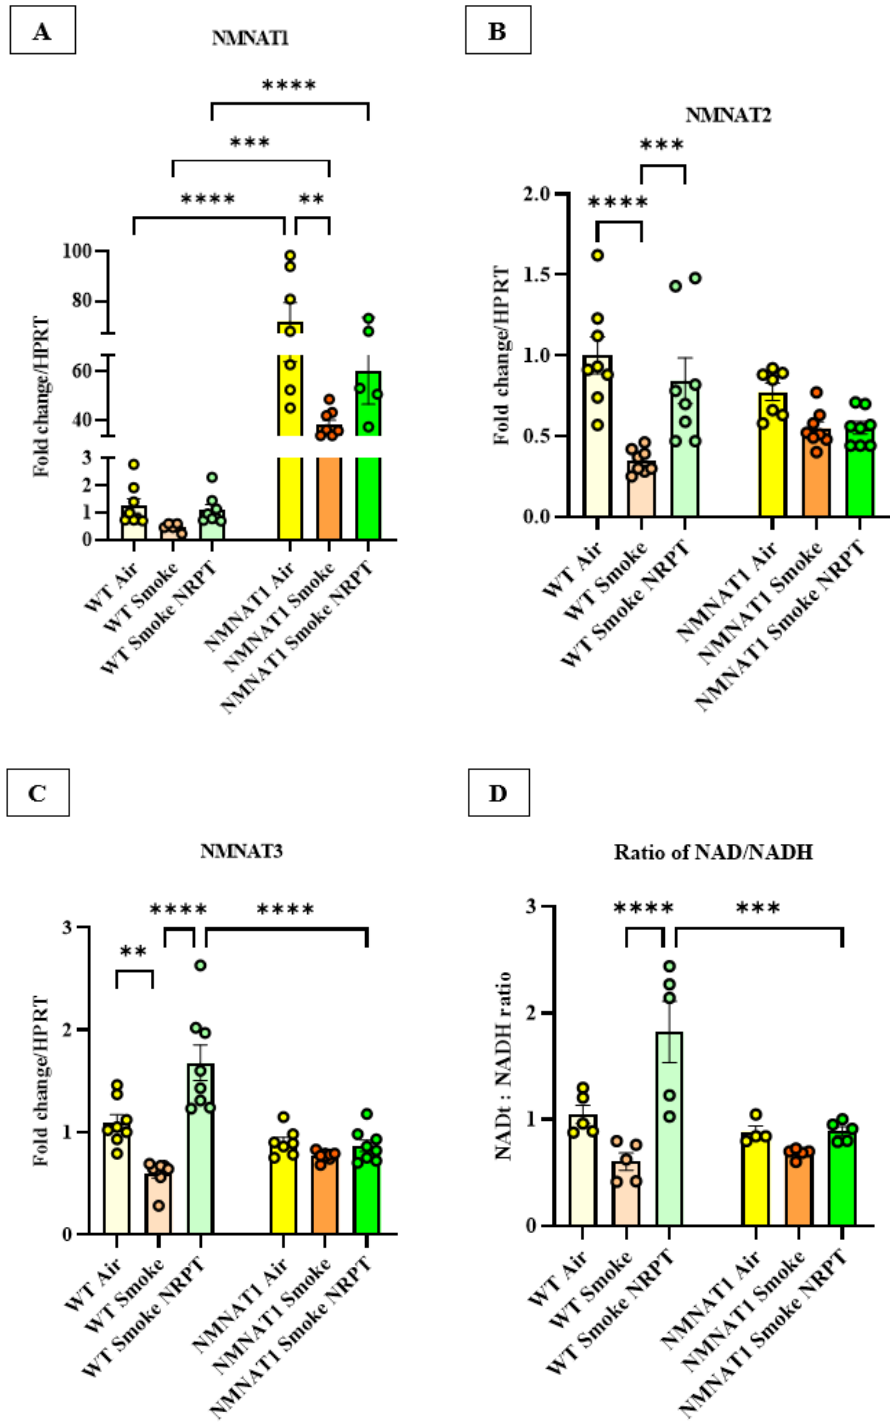 A
NMNAT1
****
***
****
**
Fold change/HPRT
100
80
60
40
3
2
1
0
WT Air
WT Smoke
WT Smoke NRPT
NMNAT1 Air
NMNAT1 Smoke
NMNAT1 Smoke NRPT
B
NMNAT2
***
****
Fold change/HPRT
2.0
1.5
1.0
0.5
0.0
WT Air
WT Smoke
WT Smoke NRPT
NMNAT1 Air
NMNAT1 Smoke
NMNAT1 Smoke NRPT
C
NMNAT3
****
****
**
Fold change/HPRT
3
2
1
0
WT Air
WT Smoke
WT Smoke NRPT
NMNAT1 Air
NMNAT1 Smoke
NMNAT1 Smoke NRPT
D
Ratio of NAD/NADH
****
***
NADt : NADH ratio
3
2
1
0
WT Air
WT Smoke
WT Smoke NRPT
NMNAT1 Air
NMNAT1 Smoke
NMNAT1 Smoke NRPT